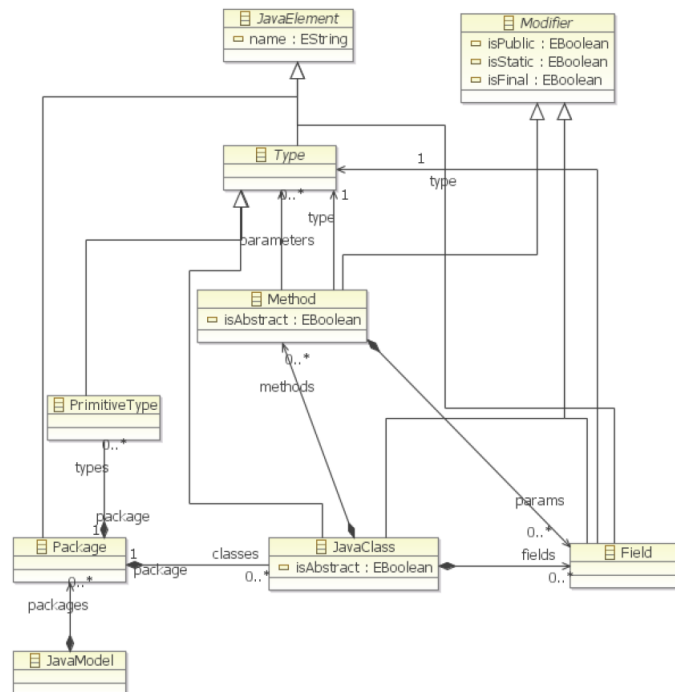 JavaElement
name : EString
Modifier
isPublic : EBoolean
isStatic : EBoolean
isFinal : EBoolean
Type
1
type
0..*
1
type
parameters
Method
isAbstract : EBoolean
0..*
methods
PrimitiveType
0..*
types
package
1
params
0..*
Package
1
package
classes
0..*
JavaClass
isAbstract : EBoolean
fields
0..*
Field
0..*
packages
JavaModel